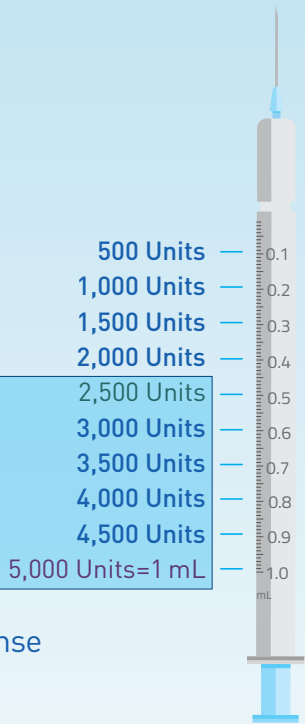 500 Units 0.1
1,000 Units 0.2
1,500 Units 0.3
2,000 Units 0.4
2,500 Units 0.5
3,000 Units 0.6
3,500 Units 0.7
4,000 Units 0.8
4,500 Units 0.9
5,000 Units=1 mL 1.0
mL
nse